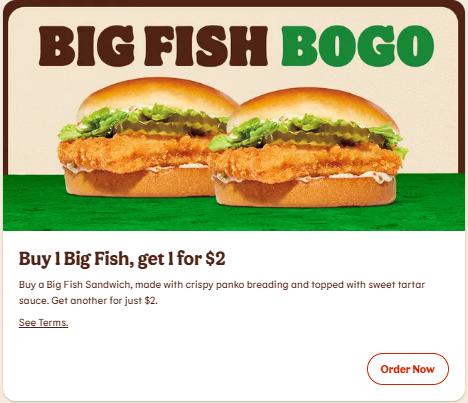 BIG FISH BOGO
Buy 1 Big Fish, get 1 for $2
Buy a Big Fish Sandwich, made with crispy panko breading and topped with sweet tartar
sauce. Get another for just $2.
See Terms.
Order Now